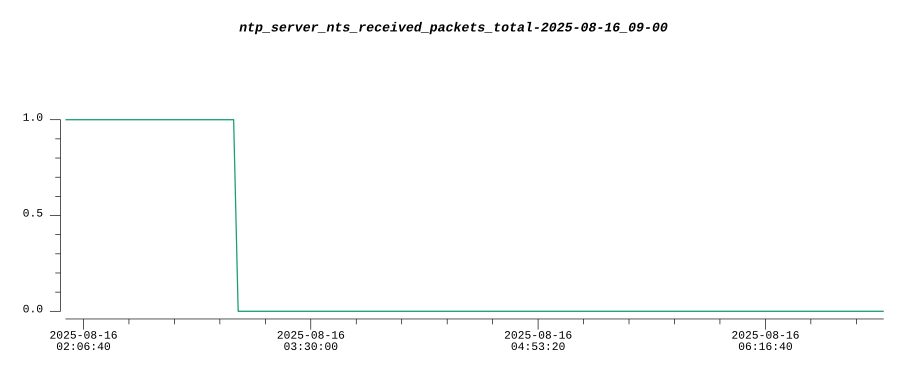 ntp_server_nts_received_packets_total-2025-08-16_09-00
1.0
0.5
0.0
2025-08-16 2025-08-16 2025-08-16 2025-08-16
02:06:40 03:30:00 04:53:20 06:16:40